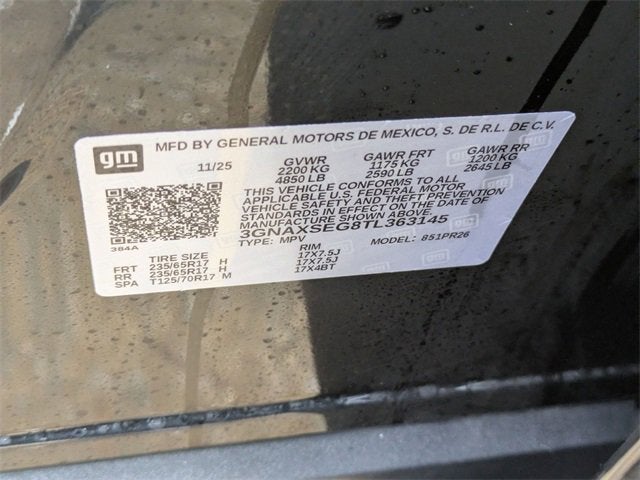 gm MFD BY GENERAL MOTORS DE MEXICO, S. DE R.L. DE C.V.
11/25 GVWR GAWR FRT GAWR RR
2200 KG 1175 KG 1200 KG
4850 LB 2590 LB 2645 LB
THIS VEHICLE CONFORMS TO ALL
APPLICABLE U.S. FEDERAL MOTOR
VEHICLE SAFETY AND THEFT PREVENTION
STANDARDS IN EFFECT ON THE DATE OF
MANUFACTURE SHOWN ABOVE.
3GNAXSEG8TL363145
384A TYPE: MPV MODEL: 851PR26
TIRE SIZE RIM
FRT 235/65R17 H 17X7.5J
RR 235/65R17 H 17X7.5J
SPA T125/70R17 M 17X4BT